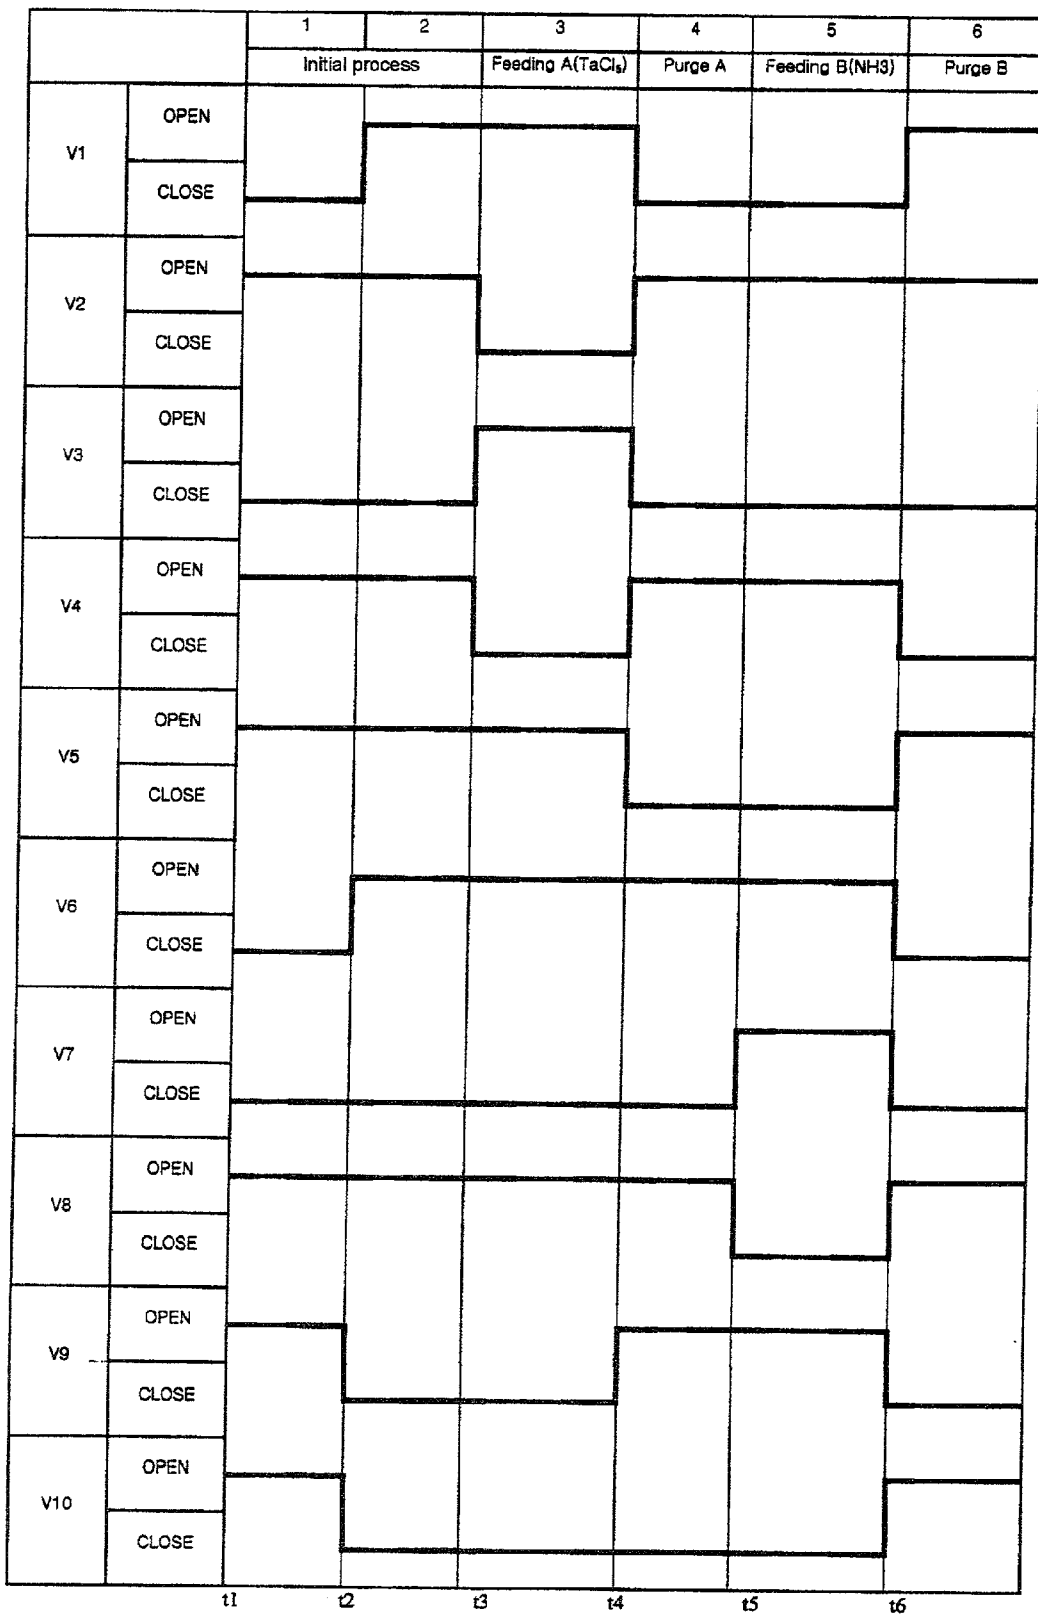 1 2 3 4 5 6
Initial process Feeding A(TaCl₅) Purge A Feeding B(NH3) Purge B
OPEN
V1
CLOSE
OPEN
V2
CLOSE
OPEN
V3
CLOSE
OPEN
V4
CLOSE
OPEN
V5
CLOSE
OPEN
V6
CLOSE
OPEN
V7
CLOSE
OPEN
V8
CLOSE
OPEN
V9
CLOSE
OPEN
V10
CLOSE
t1 t2 t3 t4 t5 t6